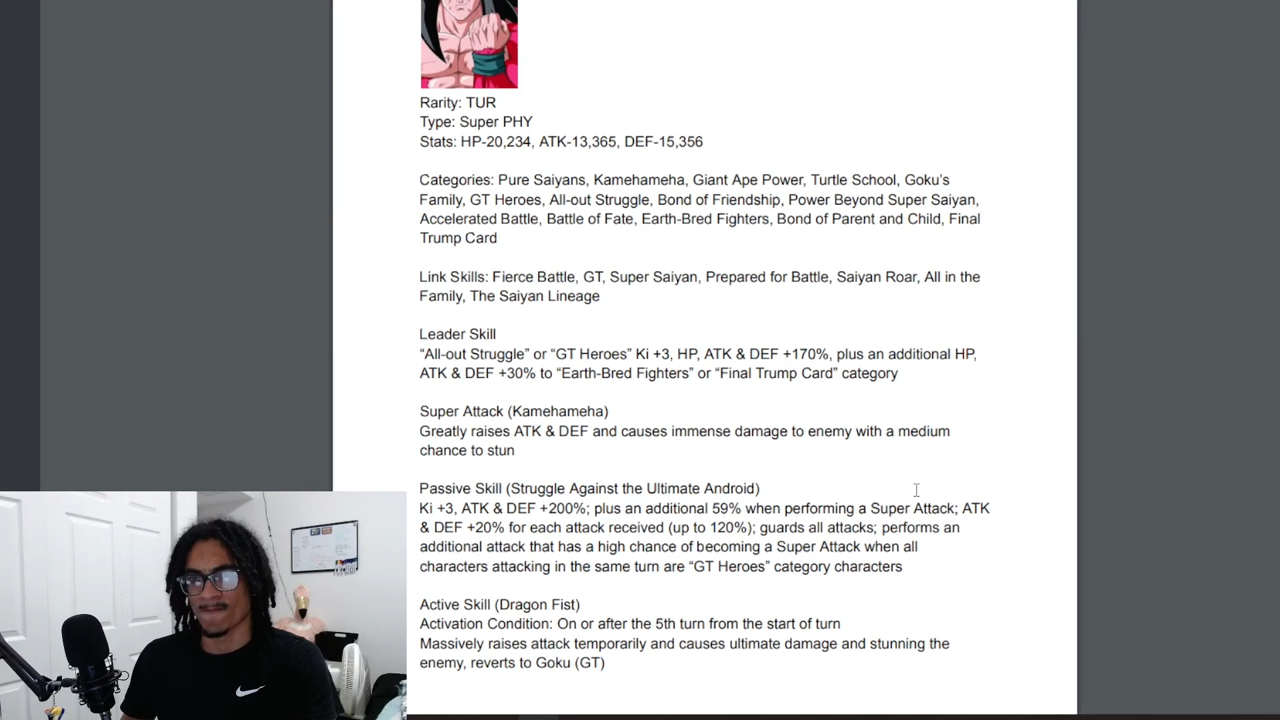 Rarity: TUR
Type: Super PHY
Stats: HP-20,234, ATK-13,365, DEF-15,356
Categories: Pure Saiyans, Kamehameha, Giant Ape Power, Turtle School, Goku's
Family, GT Heroes, All-out Struggle, Bond of Friendship, Power Beyond Super Saiyan,
Accelerated Battle, Battle of Fate, Earth-Bred Fighters, Bond of Parent and Child, Final
Trump Card
Link Skills: Fierce Battle, GT, Super Saiyan, Prepared for Battle, Saiyan Roar, All in the
Family, The Saiyan Lineage
Leader Skill
“All-out Struggle” or “GT Heroes” Ki +3, HP, ATK & DEF +170%, plus an additional HP,
ATK & DEF +30% to “Earth-Bred Fighters” or “Final Trump Card” category
Super Attack (Kamehameha)
Greatly raises ATK & DEF and causes immense damage to enemy with a medium
chance to stun
Passive Skill (Struggle Against the Ultimate Android)
Ki +3, ATK & DEF +200%; plus an additional 59% when performing a Super Attack; ATK
& DEF +20% for each attack received (up to 120%); guards all attacks; performs an
additional attack that has a high chance of becoming a Super Attack when all
characters attacking in the same turn are “GT Heroes” category characters
Active Skill (Dragon Fist)
Activation Condition: On or after the 5th turn from the start of turn
Massively raises attack temporarily and causes ultimate damage and stunning the
enemy, reverts to Goku (GT)